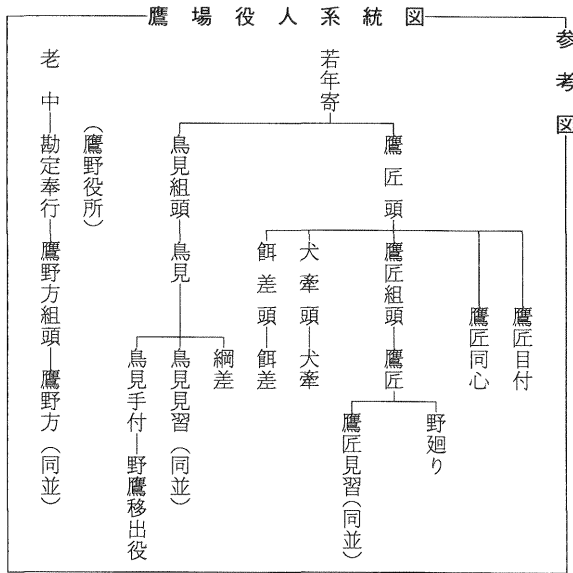 参考図
鷹場役人系統図
若年寄
鷹匠頭
鷹匠目付
鷹匠同心
鷹匠組頭
鷹匠
野廻り
鷹匠見習(同並)
犬牽頭
犬牽
餌差頭
餌差
鳥見組頭
鳥見
綱差
鳥見見習(同並)
鳥見手付
野鷹移出役
(鷹野役所)
老中
勘定奉行
鷹野方組頭
鷹野方(同並)